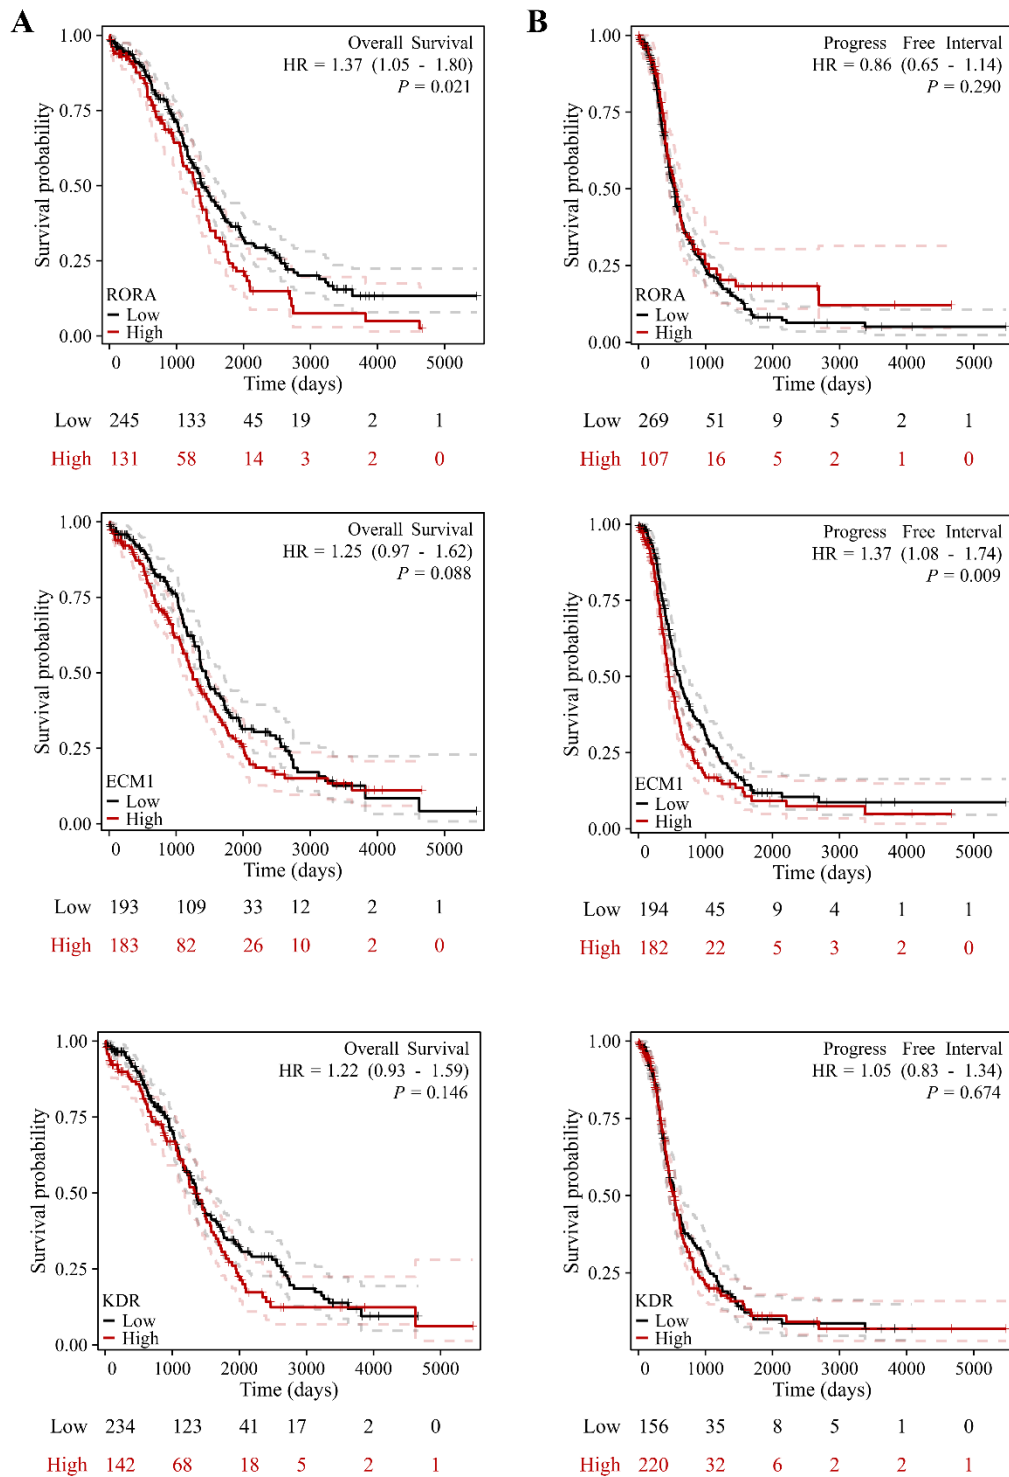 A
Overall Survival
HR = 1.37 (1.05 - 1.80)
P = 0.021
1.00
0.75
0.50
0.25
0.00
Survival probability
RORA
Low
High
0 1000 2000 3000 4000 5000
Time (days)
Low 245 133 45 19 2 1
High 131 58 14 3 2 0
B
Progress Free Interval
HR = 0.86 (0.65 - 1.14)
P = 0.290
1.00
0.75
0.50
0.25
0.00
Survival probability
RORA
Low
High
0 1000 2000 3000 4000 5000
Time (days)
Low 269 51 9 5 2 1
High 107 16 5 2 1 0
Overall Survival
HR = 1.25 (0.97 - 1.62)
P = 0.088
1.00
0.75
0.50
0.25
0.00
Survival probability
ECM1
Low
High
0 1000 2000 3000 4000 5000
Time (days)
Low 193 109 33 12 2 1
High 183 82 26 10 2 0
Progress Free Interval
HR = 1.37 (1.08 - 1.74)
P = 0.009
1.00
0.75
0.50
0.25
0.00
Survival probability
ECM1
Low
High
0 1000 2000 3000 4000 5000
Time (days)
Low 194 45 9 4 1 1
High 182 22 5 3 2 0
Overall Survival
HR = 1.22 (0.93 - 1.59)
P = 0.146
1.00
0.75
0.50
0.25
0.00
Survival probability
KDR
Low
High
0 1000 2000 3000 4000 5000
Time (days)
Low 234 123 41 17 2 0
High 142 68 18 5 2 1
Progress Free Interval
HR = 1.05 (0.83 - 1.34)
P = 0.674
1.00
0.75
0.50
0.25
Survival probability
KDR
Low
High
0 1000 2000 3000 4000 5000
Time (days)
Low 156 35 8 5 1 0
High 220 32 6 2 2 1